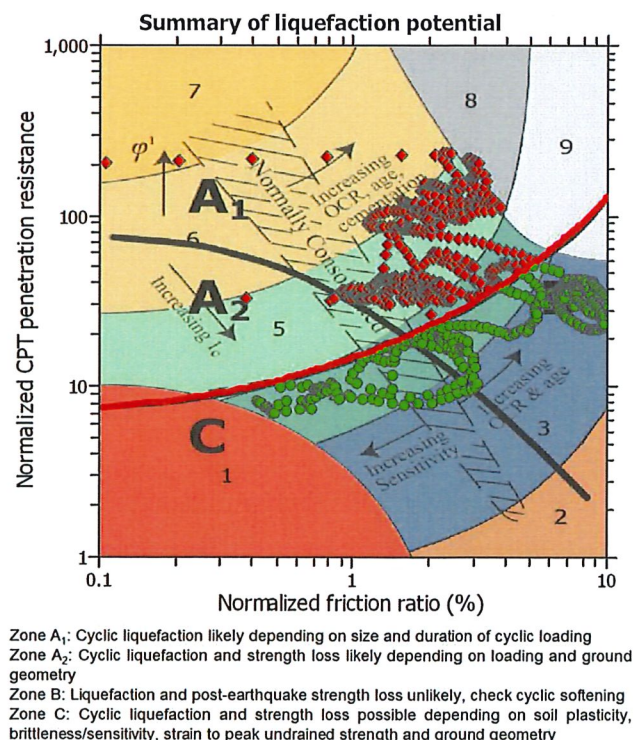 Summary of liquefaction potential
1,000
7
8
9
φ'
Increasing
OCR, age,
cementation
Normally Conso
d
A1
100
6
A2
Increasing Ic
5
10
C
1
Increasing
OCR & age
Increasing
Sensitivity
3
2
1
0.1
1
10
Normalized CPT penetration resistance
Normalized friction ratio (%)
Zone A1: Cyclic liquefaction likely depending on size and duration of cyclic loading
Zone A2: Cyclic liquefaction and strength loss likely depending on loading and ground
geometry
Zone B: Liquefaction and post-earthquake strength loss unlikely, check cyclic softening
Zone C: Cyclic liquefaction and strength loss possible depending on soil plasticity,
brittleness/sensitivity, strain to peak undrained strength and ground geometry